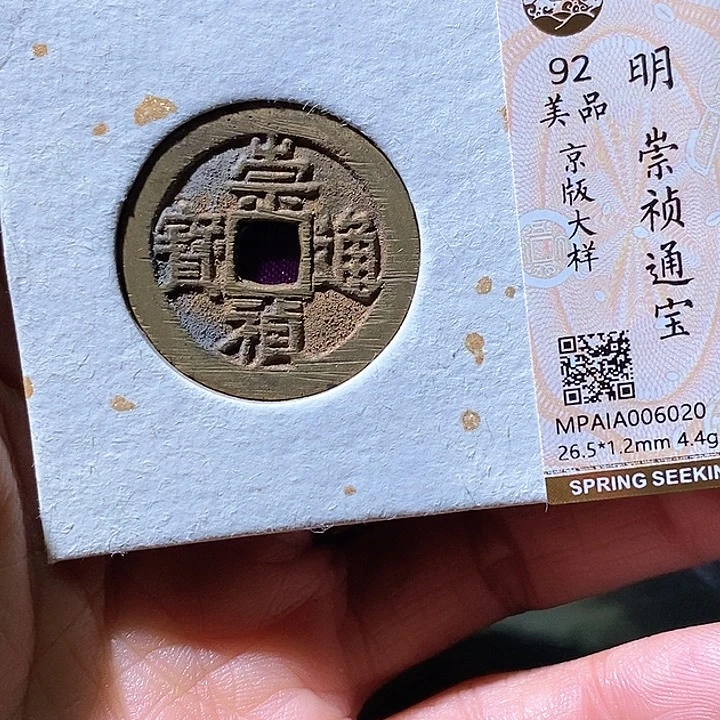 崇禎通寶
明 崇祯通宝
92
美品
京版大样
MPAIA006020
26.5*1.2mm 4.4g
SPRING SEEKIN